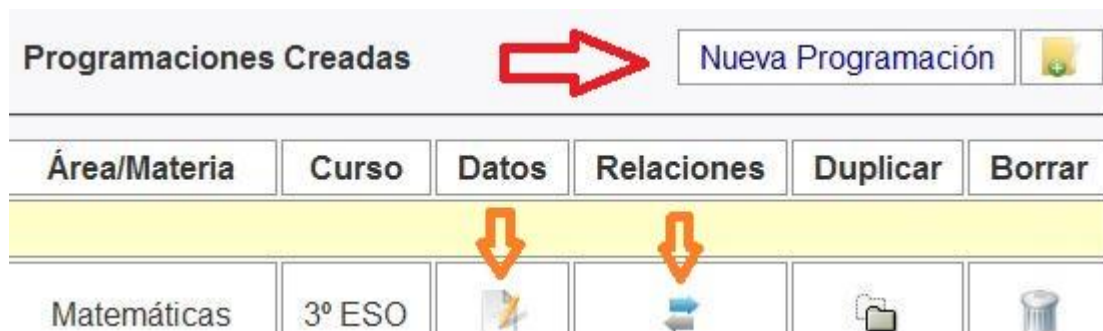 Programaciones Creadas Nueva Programación
Área/Materia Curso Datos Relaciones Duplicar Borrar
Matemáticas 3º ESO